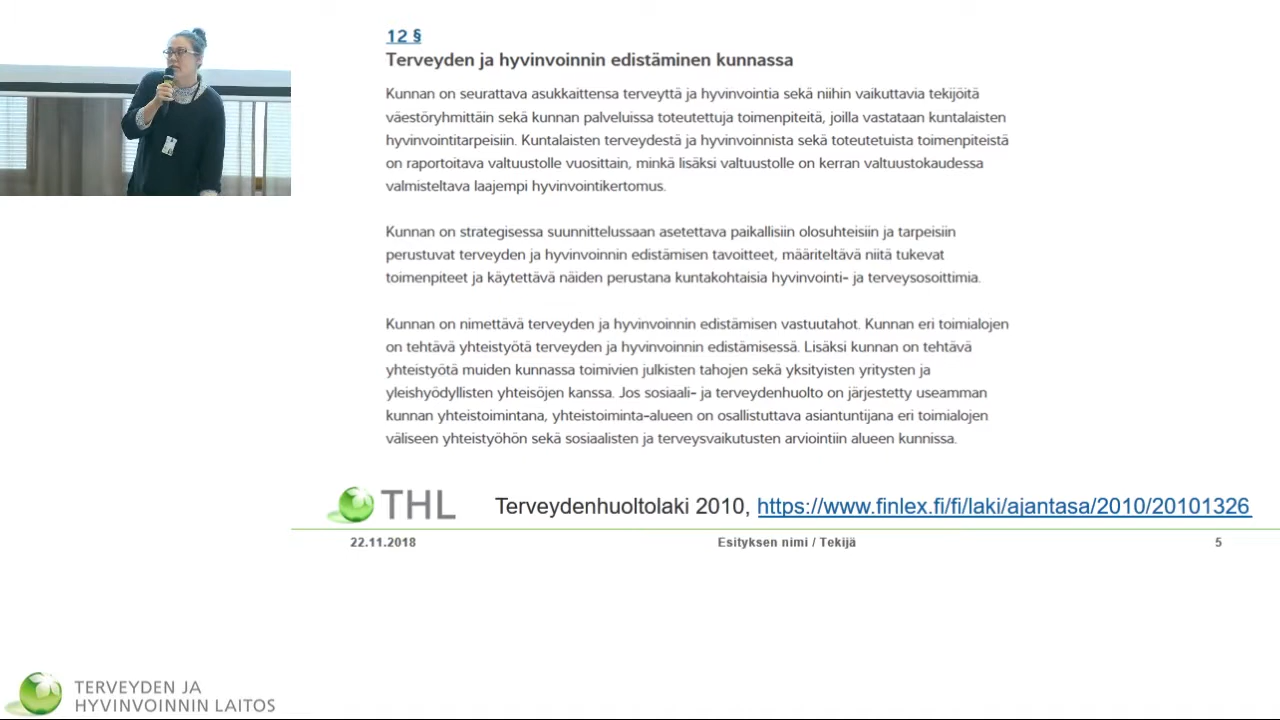 12 §
Terveyden ja hyvinvoinnin edistäminen kunnassa
Kunnan on seurattava asukkaittensa terveyttä ja hyvinvointia sekä niihin vaikuttavia tekijöitä
väestöryhmittäin sekä kunnan palveluissa toteutettuja toimenpiteitä, joilla vastataan kuntalaisten
hyvinvointitarpeisiin. Kuntalaisten terveydestä ja hyvinvoinnista sekä toteutetuista toimenpiteistä
on raportoitava valtuustolle vuosittain, minkä lisäksi valtuustolle on kerran valtuustokaudessa
valmisteltava laajempi hyvinvointikertomus.
Kunnan on strategisessa suunnittelussaan asetettava paikallisiin olosuhteisiin ja tarpeisiin
perustuvat terveyden ja hyvinvoinnin edistämisen tavoitteet, määriteltävä niitä tukevat
toimenpiteet ja käytettävä näiden perustana kuntakohtaisia hyvinvointi- ja terveysosoittimia.
Kunnan on nimettävä terveyden ja hyvinvoinnin edistämisen vastuutahot. Kunnan eri toimialojen
on tehtävä yhteistyötä terveyden ja hyvinvoinnin edistämisessä. Lisäksi kunnan on tehtävä
yhteistyötä muiden kunnassa toimivien julkisten tahojen sekä yksityisten yritysten ja
yleishyödyllisten yhteisöjen kanssa. Jos sosiaali- ja terveydenhuolto on järjestetty useamman
kunnan yhteistoimintana, yhteistoiminta-alueen on osallistuttava asiantuntijana eri toimialojen
väliseen yhteistyöhön sekä sosiaalisten ja terveysvaikutusten arviointiin alueen kunnissa.
THL
Terveydenhuoltolaki 2010, https://www.finlex.fi/fi/laki/ajantasa/2010/20101326
22.11.2018
Esityksen nimi / Tekijä
5
TERVEYDEN JA
HYVINVOINNIN LAITOS